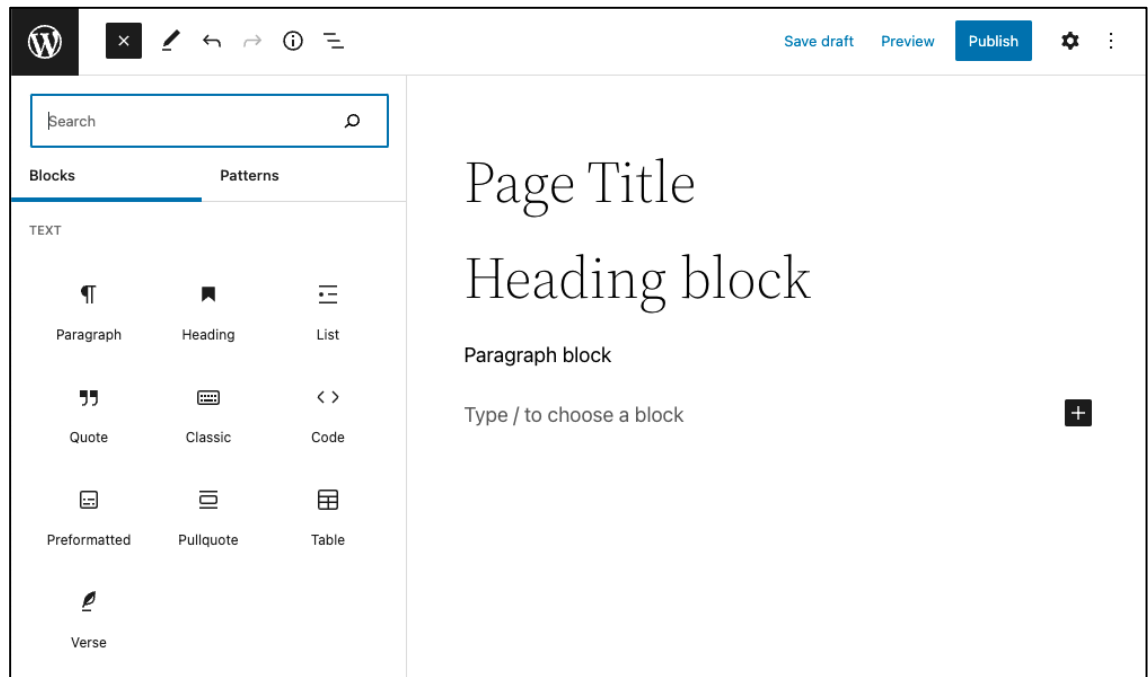 Save draft Preview Publish
Search
Blocks Patterns
TEXT
Paragraph Heading List
Quote Classic Code
Preformatted Pullquote Table
Verse
Page Title
Heading block
Paragraph block
Type / to choose a block